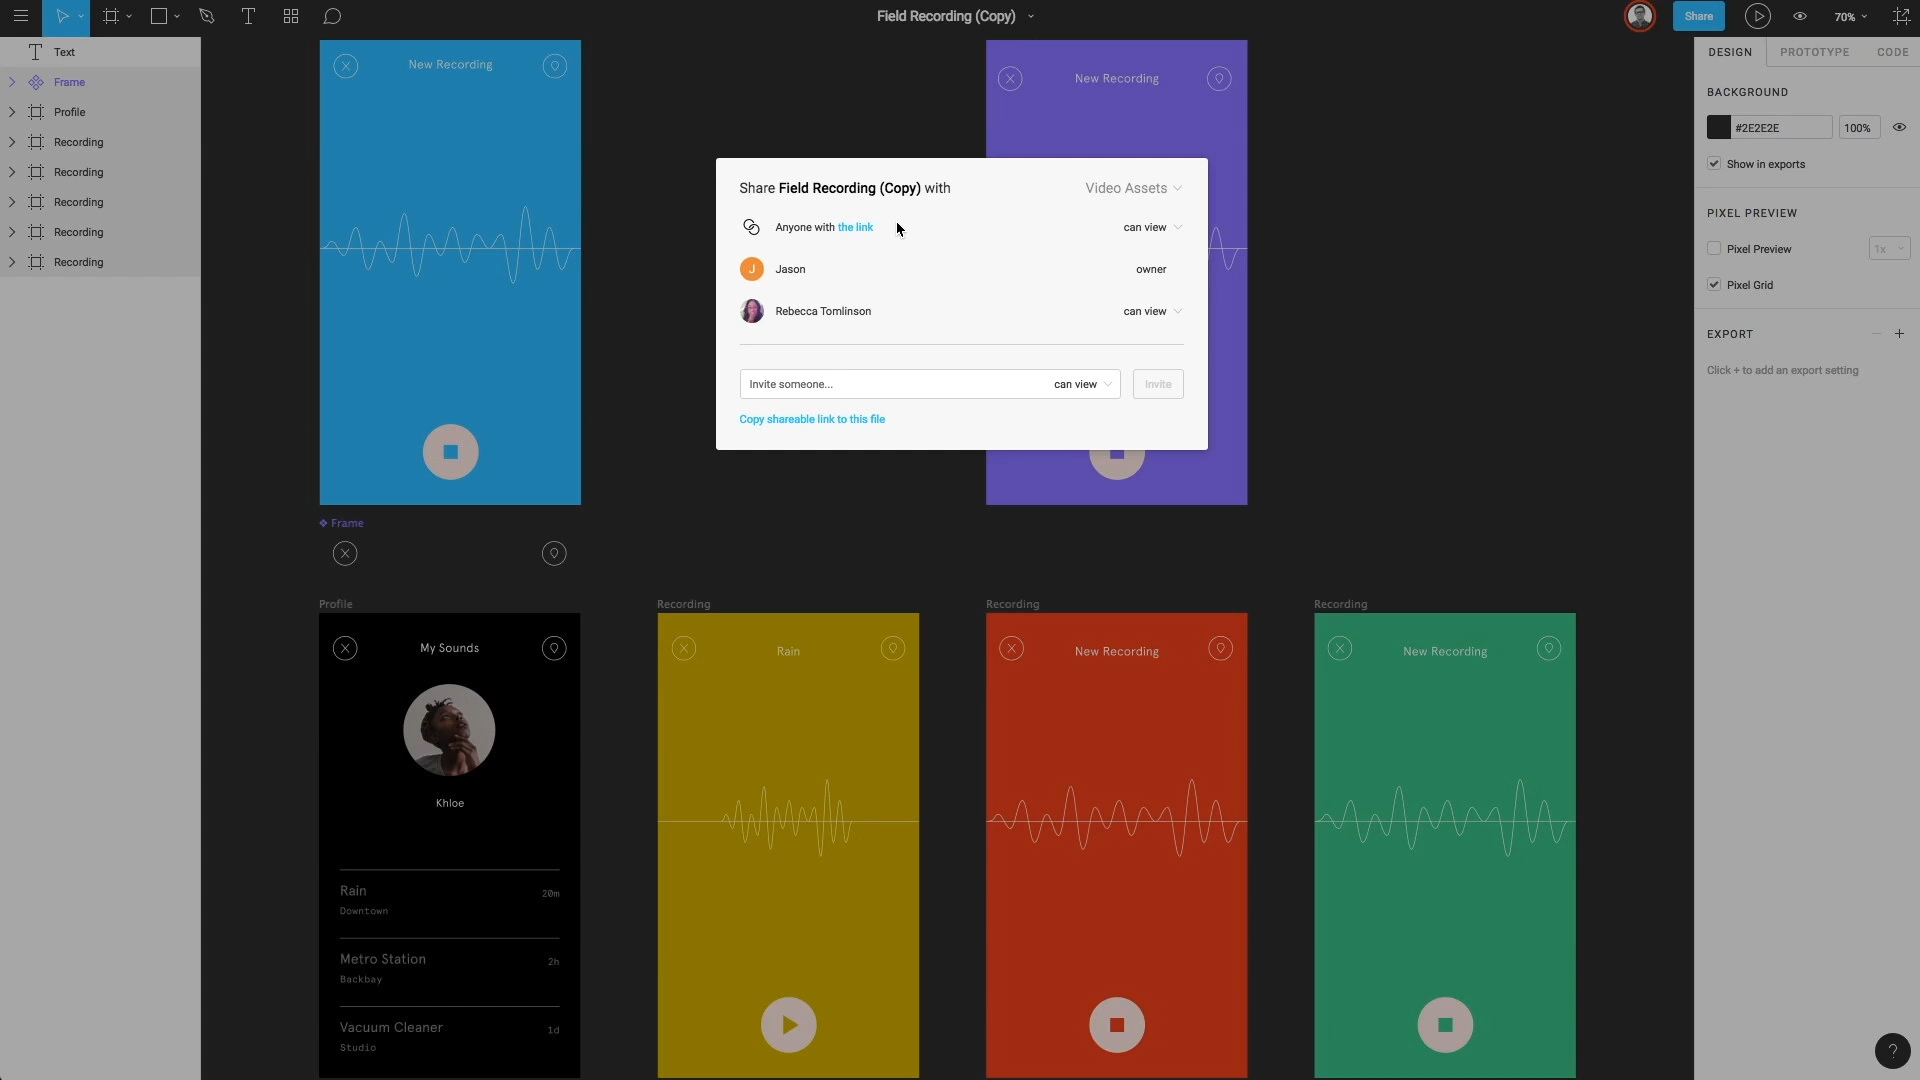 Field Recording (Copy)
Share
70%
Text
Frame
Profile
Recording
Recording
Recording
Recording
Recording
DESIGN
PROTOTYPE
CODE
BACKGROUND
#2E2E2E
100%
Show in exports
PIXEL PREVIEW
Pixel Preview
1x
Pixel Grid
EXPORT
Click + to add an export setting
New Recording
New Recording
Share Field Recording (Copy) with
Video Assets
Anyone with the link
can view
J
Jason
owner
Rebecca Tomlinson
can view
Invite someone...
can view
Invite
Copy shareable link to this file
Frame
Profile
My Sounds
Khloe
Rain
20m
Downtown
Metro Station
2h
Backbay
Vacuum Cleaner
1d
Studio
Recording
Rain
Recording
New Recording
Recording
New Recording
?